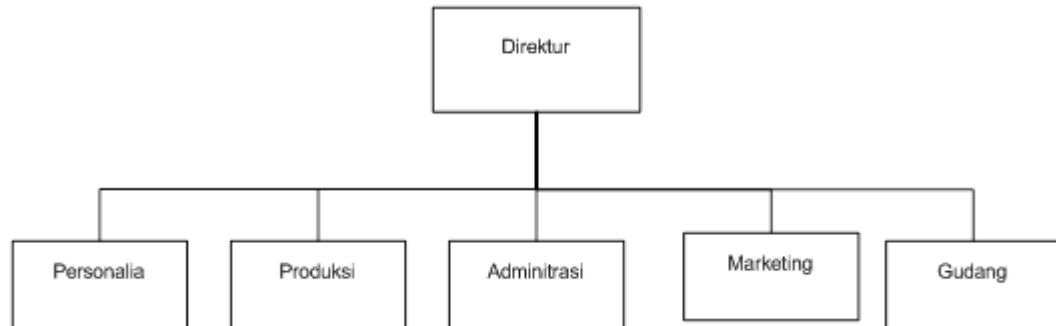 Direktur
Personalia
Produksi
Adminitrasi
Marketing
Gudang